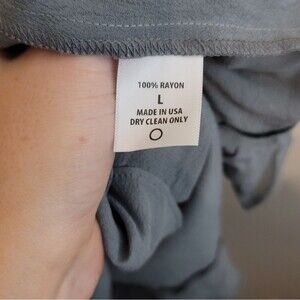 100% RAYON
L
MADE IN USA
DRY CLEAN ONLY